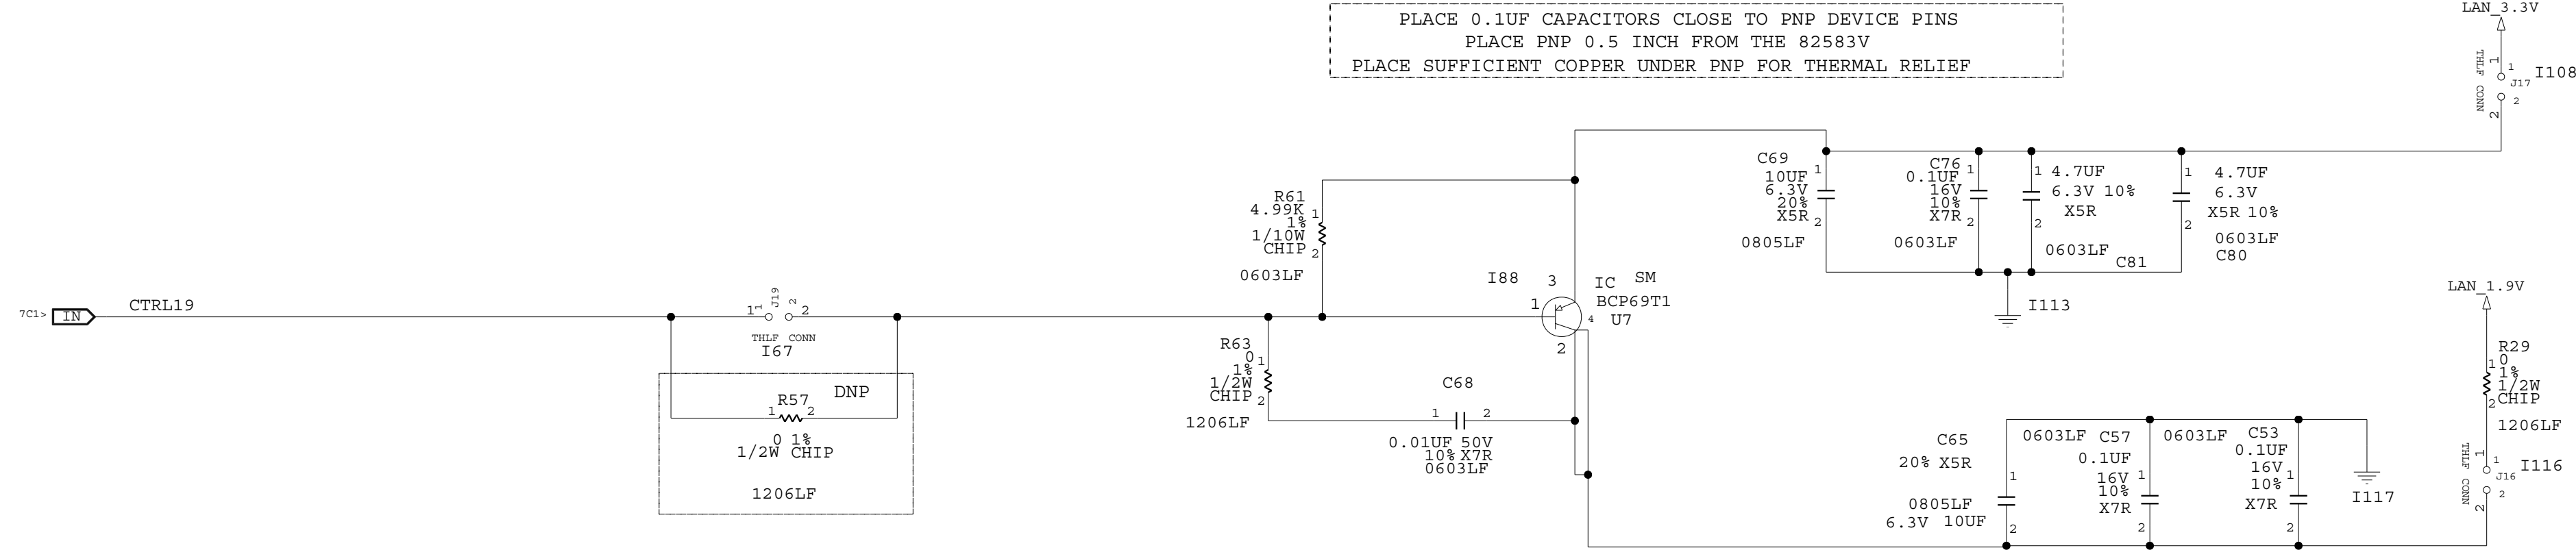 PLACE 0.1UF CAPACITORS CLOSE TO PNP DEVICE PINS
PLACE PNP 0.5 INCH FROM THE 82583V
PLACE SUFFICIENT COPPER UNDER PNP FOR THERMAL RELIEF
LAN_3.3V
THLF CONN
1
1
J17
2
2
I108
7C1>
IN
CTRL19
1
1
J19
2
2
THLF CONN
I67
DNP
R57
1
2
0 1%
1/2W CHIP
1206LF
R61
4.99K
1%
1/10W
CHIP
1
2
0603LF
R63
0
1%
1/2W
CHIP
1
2
1206LF
C68
1
2
0.01UF 50V
10% X7R
0603LF
I88
3
1
2
4
IC SM
BCP69T1
U7
C69
10UF
6.3V
20%
X5R
1
2
0805LF
C76
0.1UF
16V
10%
X7R
1
2
0603LF
1
4.7UF
6.3V 10%
X5R
2
0603LF
C81
1
4.7UF
6.3V
X5R 10%
2
0603LF
C80
I113
LAN_1.9V
R29
0
1%
1/2W
CHIP
1
2
1206LF
THLF CONN
1
1
J16
2
2
I116
C65
20% X5R
1
0805LF
6.3V 10UF
2
0603LF C57
0.1UF
16V
10%
X7R
1
2
0603LF C53
0.1UF
16V
10%
X7R
1
2
I117